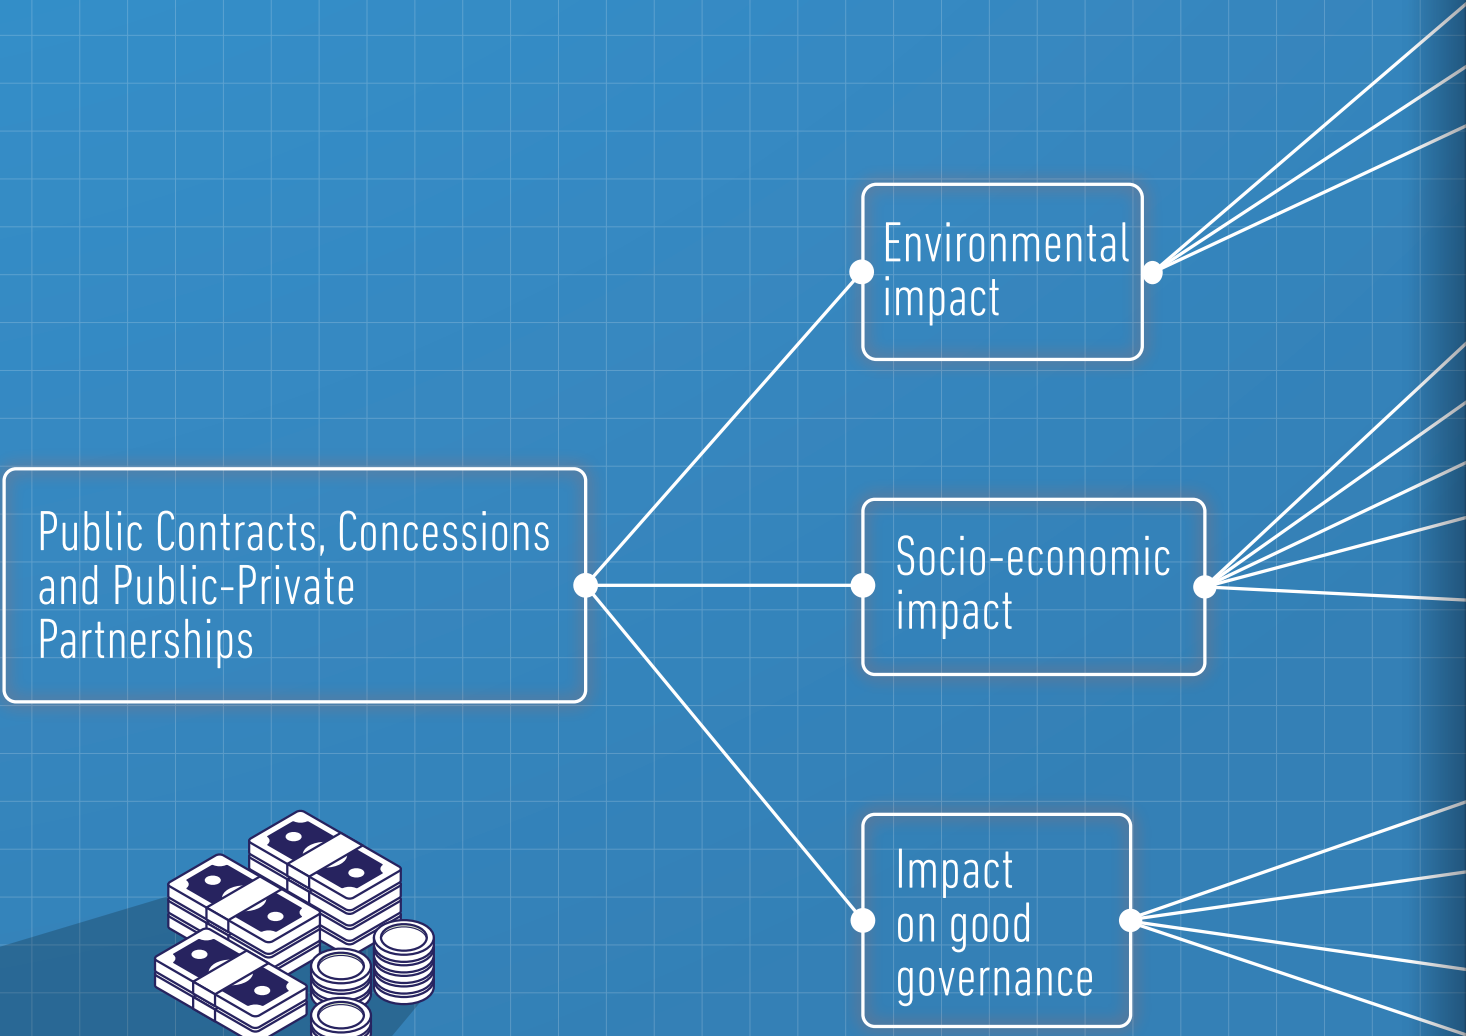 Environmental
impact
Public Contracts, Concessions
and Public-Private
Partnerships
Socio-economic
impact
Impact
on good
governance